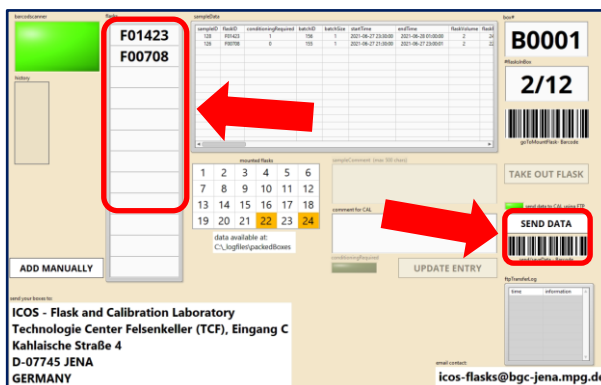 barcodescanner
flasks
F01423
F00708
history
sampleData
sampleID flaskID conditioningRequired batchID batchSize startTime endTime flaskVolume
128 F01423 1 156 1 2021-06-27 23:00:00 2021-06-28 01:00:00 2
126 F00708 0 155 1 2021-06-27 21:00:00 2021-06-27 23:00:01 2
box#
B0001
#flasksInBox
2/12
goToMountFlask- Barcode
TAKE OUT FLASK
send data to CAL using FTP
SEND DATA
UPDATE ENTRY
mounted flasks
1 2 3 4 5 6
7 8 9 10 11 12
13 14 15 16 17 18
19 20 21 22 23 24
data available at:
C:\_logfiles\packedBoxes
sampleComment (max 500 char)
comment for CAL
conditioningRequired
ADD MANUALLY
ftpTransferLog
time information
send your boxes to:
ICOS - Flask and Calibration Laboratory
Technologie Center Felsenkeller (TCF), Eingang C
Kahlaische Straße 4
D-07745 JENA
GERMANY
email contact:
icos-flasks@bgc-jena.mpg.de